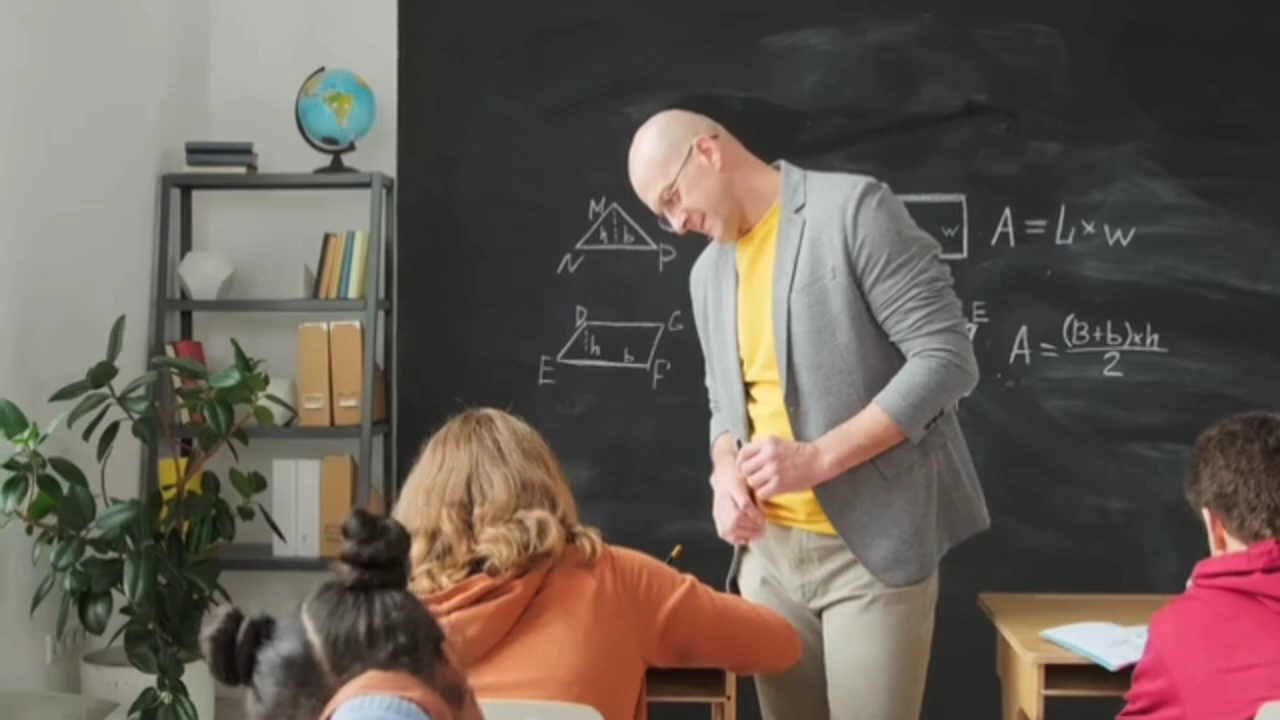 M
h b
N P
w
A = L × w
D G
h
b
E F
E
A = (B+b)×h / 2